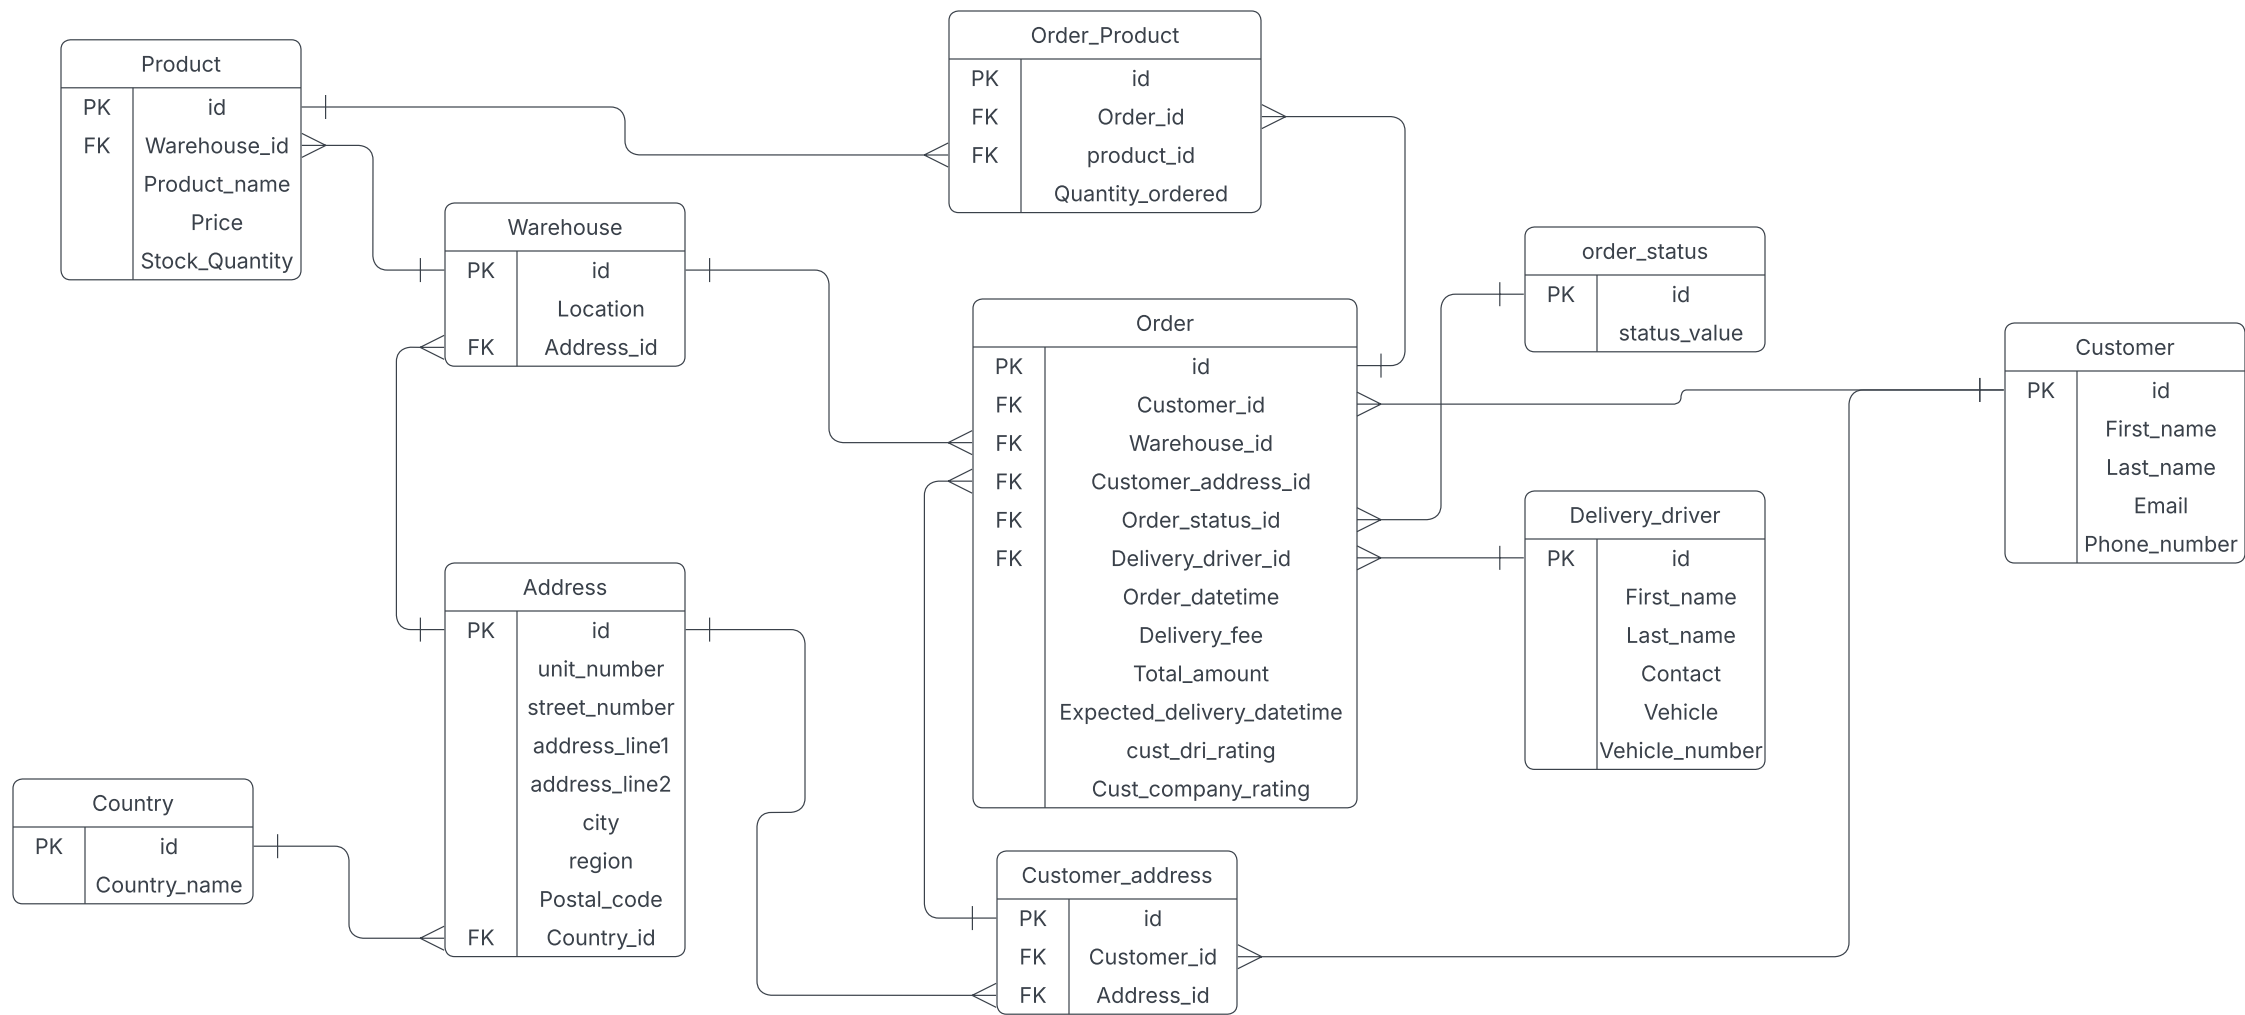 Product
PK id
FK Warehouse_id
Product_name
Price
Stock_Quantity
Order_Product
PK id
FK Order_id
FK product_id
Quantity_ordered
Warehouse
PK id
Location
FK Address_id
order_status
PK id
status_value
Order
PK id
FK Customer_id
FK Warehouse_id
FK Customer_address_id
FK Order_status_id
FK Delivery_driver_id
Order_datetime
Delivery_fee
Total_amount
Expected_delivery_datetime
cust_dri_rating
Cust_company_rating
Customer
PK id
First_name
Last_name
Email
Phone_number
Delivery_driver
PK id
First_name
Last_name
Contact
Vehicle
Vehicle_number
Address
PK id
unit_number
street_number
address_line1
address_line2
city
region
Postal_code
FK Country_id
Country
PK id
Country_name
Customer_address
PK id
FK Customer_id
FK Address_id